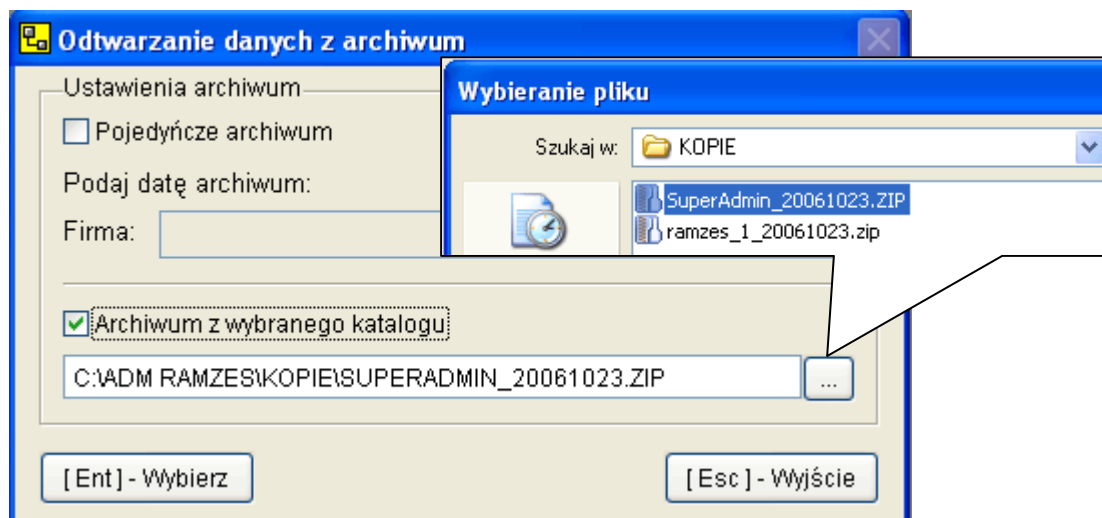 Odtwarzanie danych z archiwum
Ustawienia archiwum
Pojedyńcze archiwum
Podaj datę archiwum:
Firma:
Wybieranie pliku
Szukaj w:
KOPIE
SuperAdmin_20061023.ZIP
ramzes_1_20061023.zip
Archiwum z wybranego katalogu
C:\ADM RAMZES\KOPIE\SUPERADMIN_20061023.ZIP
...
[ Ent ] - Wybierz
[ Esc ] - Wyjście